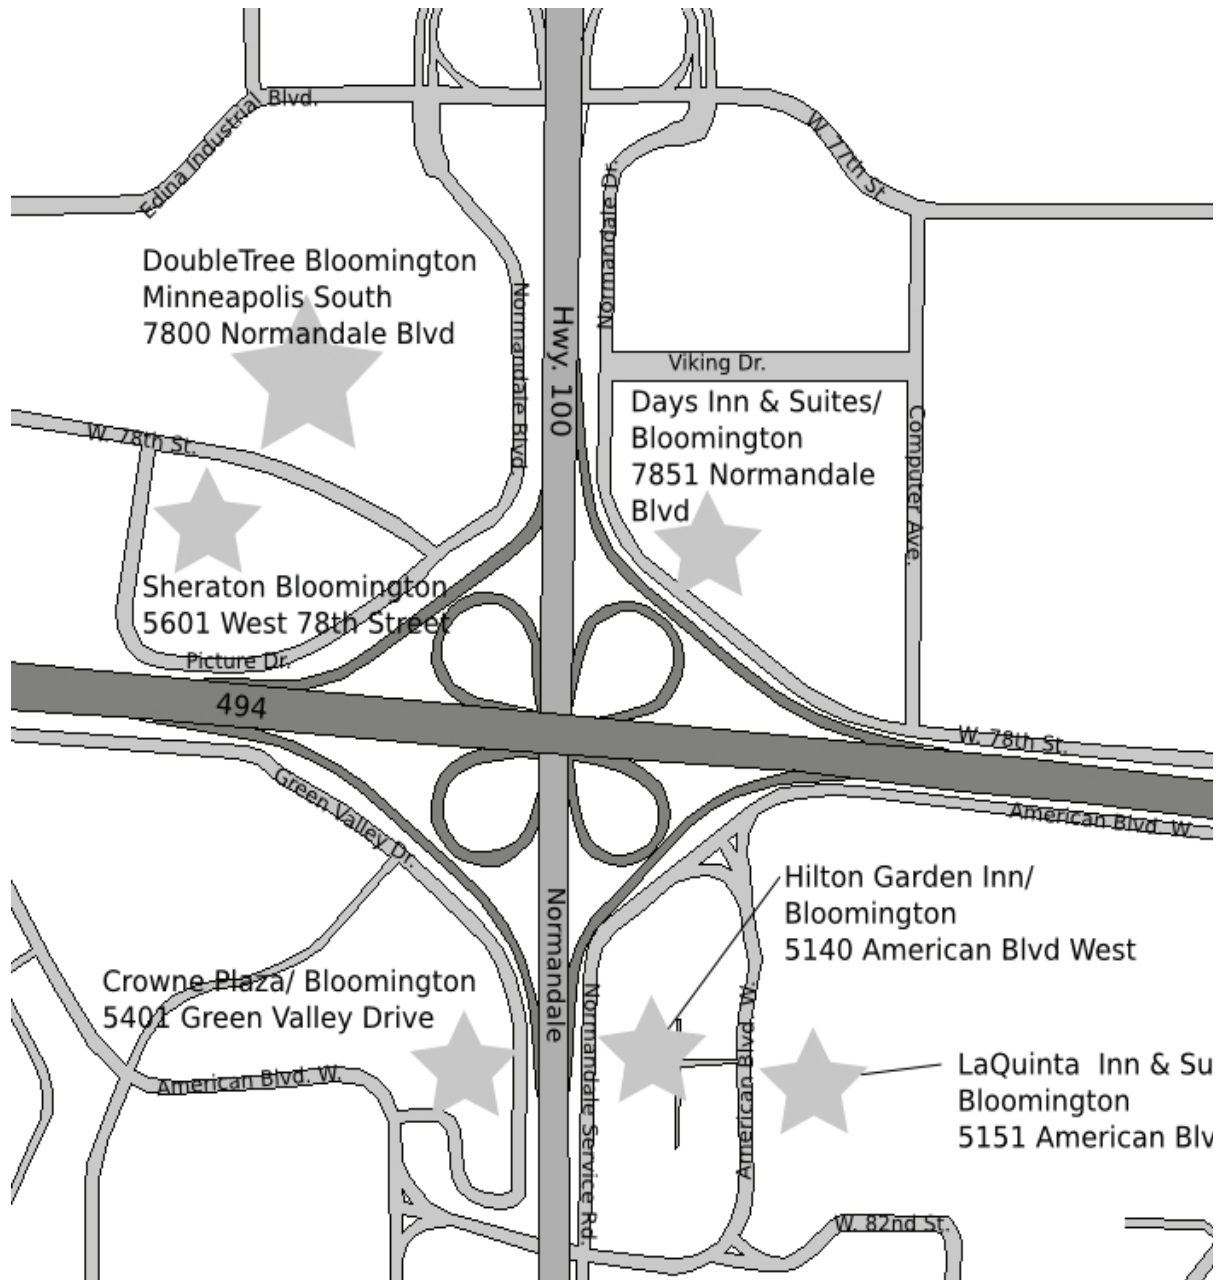 Edina Industrial Blvd.
W. 77th St.
Normandale Dr.
DoubleTree Bloomington
Minneapolis South
7800 Normandale Blvd
Normandale Blvd.
Hwy. 100
Viking Dr.
Days Inn & Suites/
Bloomington
7851 Normandale
Blvd
Computer Ave.
W. 78th St.
Sheraton Bloomington
5601 West 78th Street
Picture Dr.
494
W. 78th St.
Green Valley Dr.
American Blvd. W.
Hilton Garden Inn/
Bloomington
5140 American Blvd West
Normandale
Crowne Plaza/ Bloomington
5401 Green Valley Drive
American Blvd. W.
Normandale Service Rd.
American Blvd. W.
LaQuinta Inn & Su
Bloomington
5151 American Blv
W. 82nd St.